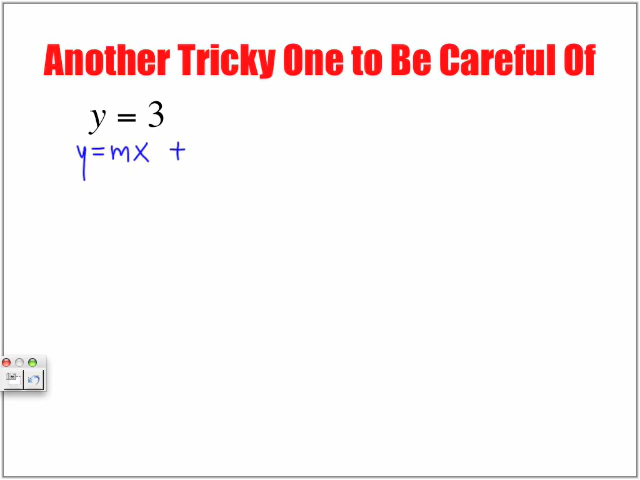 Another Tricky One to Be Careful Of
y = 3
y=mx +